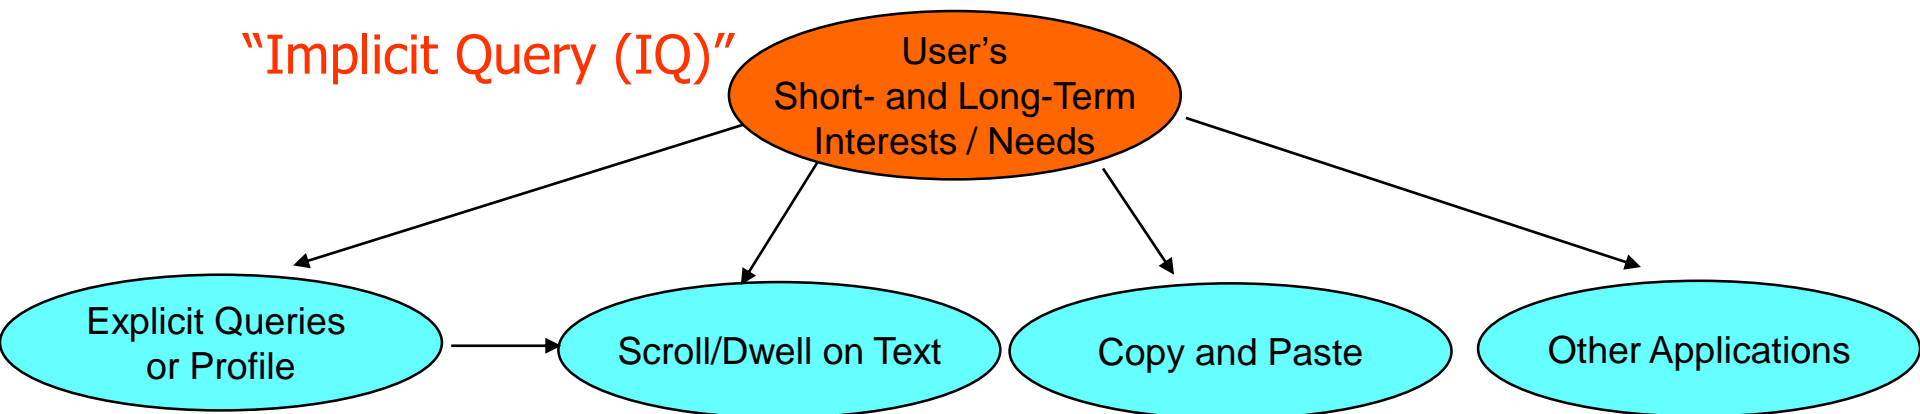 “Implicit Query (IQ)”
User’s
Short- and Long-Term
Interests / Needs
Explicit Queries
or Profile
Scroll/Dwell on Text
Copy and Paste
Other Applications